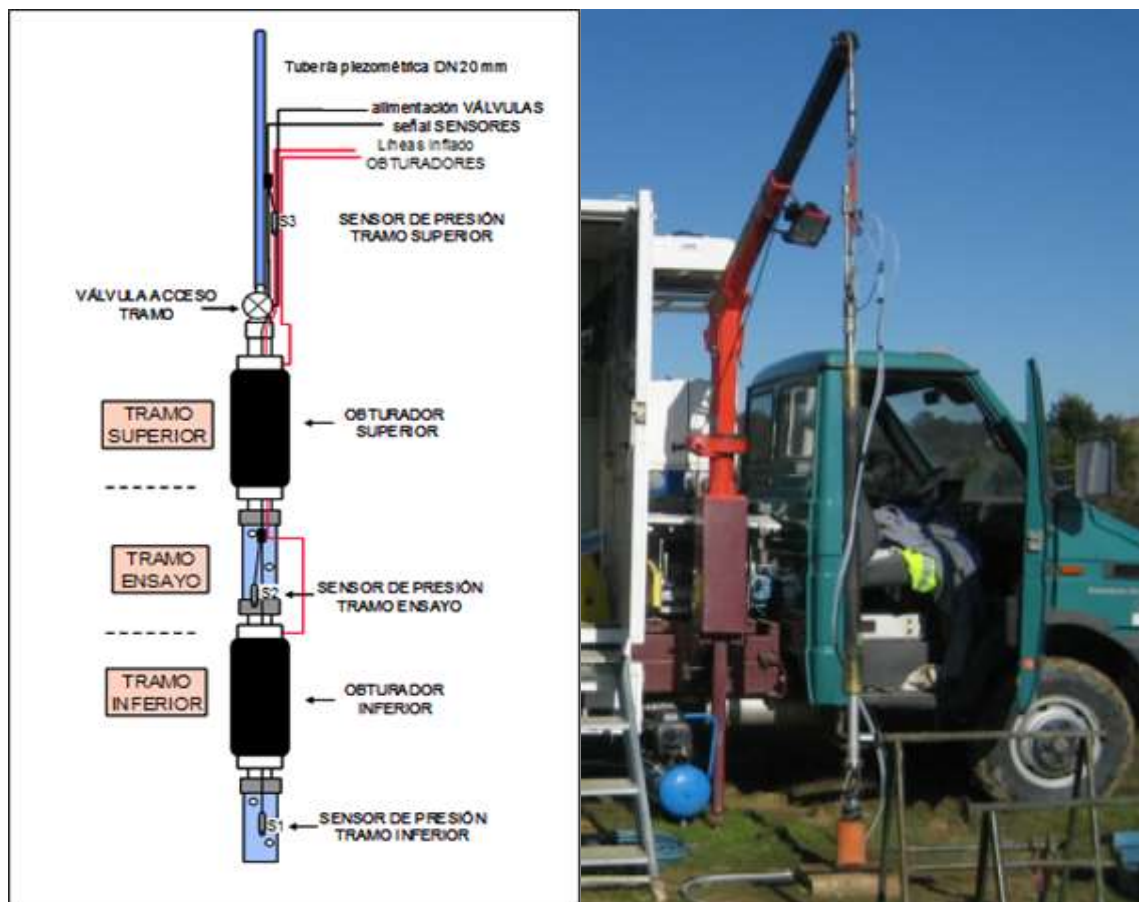 Tubería piezométrica DN 20 mm
alimentación VÁLVULAS
señal SENSORES
Líneas inflado
OBTURADORES
S3
SENSOR DE PRESIÓN
TRAMO SUPERIOR
VÁLVULA ACCESO
TRAMO
TRAMO
SUPERIOR
OBTURADOR
SUPERIOR
TRAMO
ENSAYO
S2
SENSOR DE PRESIÓN
TRAMO ENSAYO
TRAMO
INFERIOR
OBTURADOR
INFERIOR
S1
SENSOR DE PRESIÓN
TRAMO INFERIOR